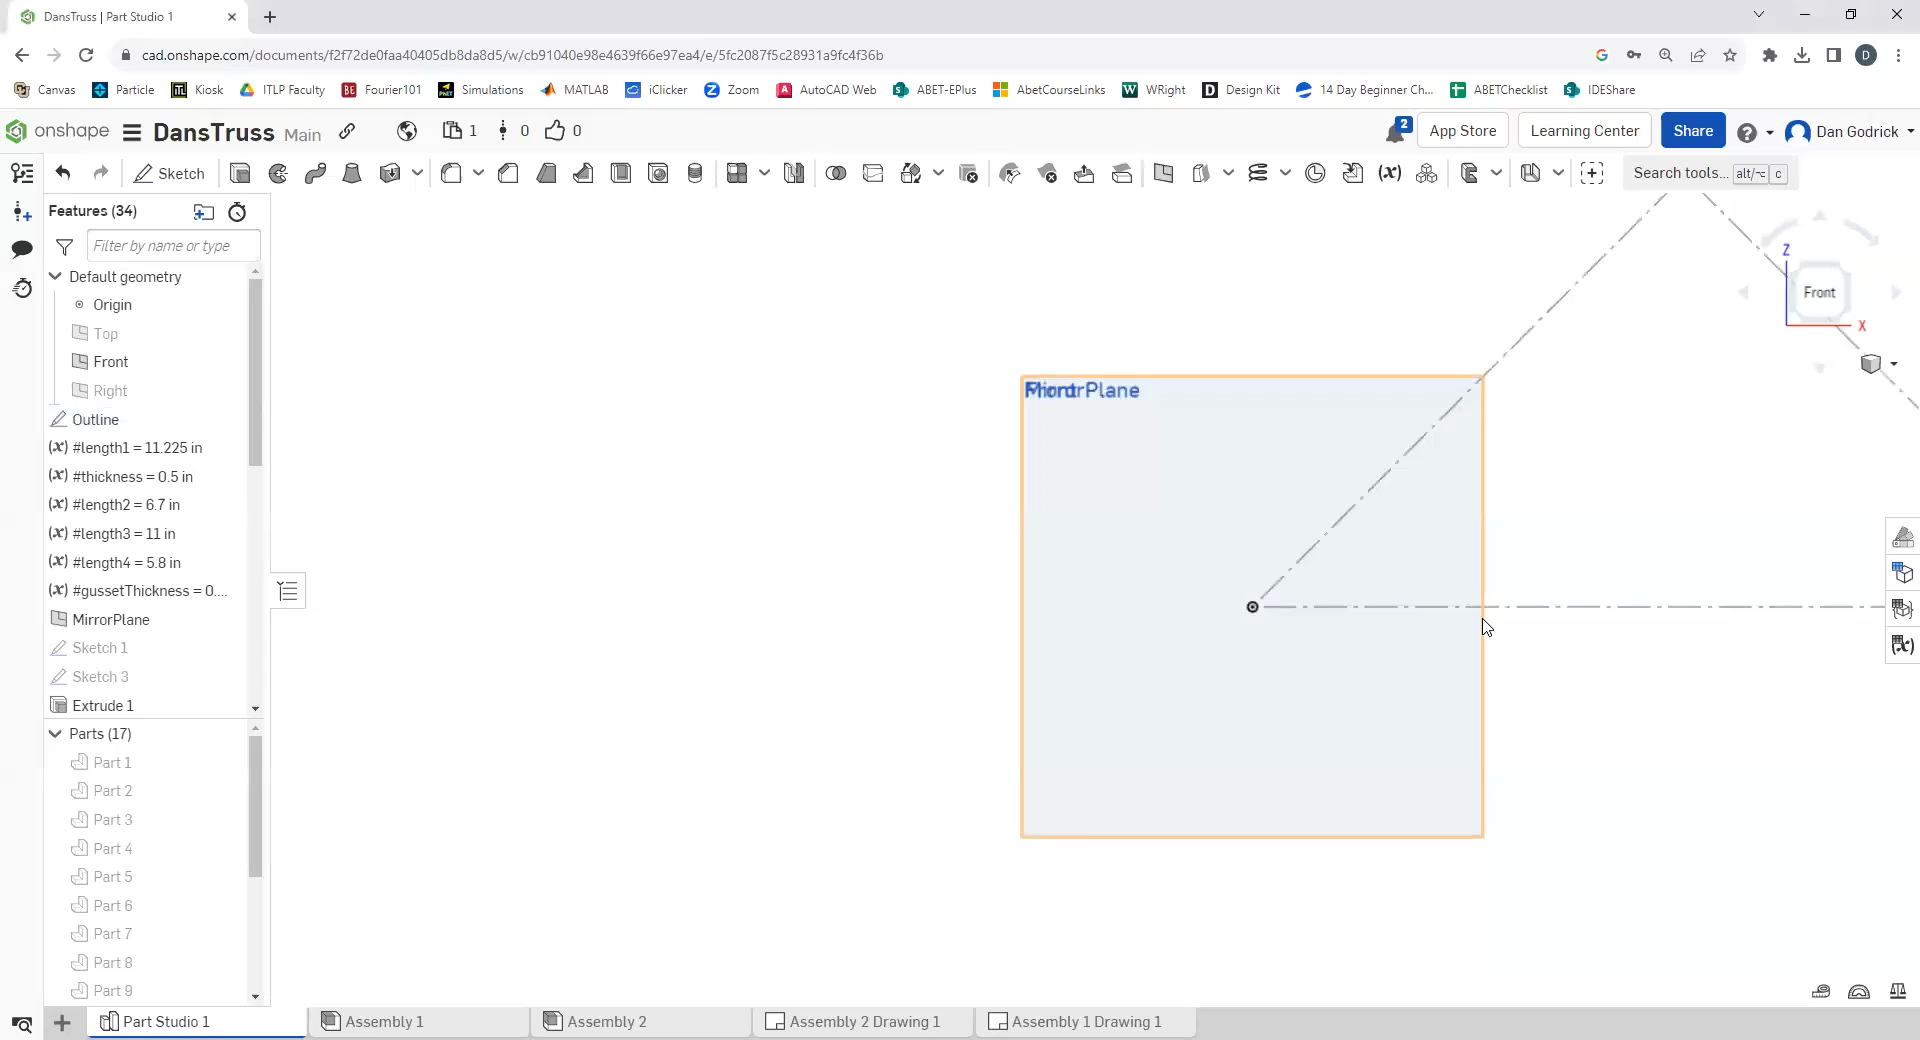 DansTruss | Part Studio 1
cad.onshape.com/documents/f2f72de0faa40405db8da8d5/w/cb91040e98e4639f66e97ea4/e/5fc2087f5c28931a9fc4f36b
D
Canvas Particle Kiosk ITLP Faculty BE Fourier101 Simulations MATLAB iClicker Zoom AutoCAD Web ABET-EPlus AbetCourseLinks WRight Design Kit 14 Day Beginner Ch... ABETChecklist IDEShare
onshape DansTruss Main 1 0 0 2 App Store Learning Center Share Dan Godrick
Sketch (x) Search tools... alt/⌥ c
Features (34)
Filter by name or type
Default geometry
Origin
Top
Front
Right
Outline
(x) #length1 = 11.225 in
(x) #thickness = 0.5 in
(x) #length2 = 6.7 in
(x) #length3 = 11 in
(x) #length4 = 5.8 in
(x) #gussetThickness = 0....
MirrorPlane
Sketch 1
Sketch 3
Extrude 1
Parts (17)
Part 1
Part 2
Part 3
Part 4
Part 5
Part 6
Part 7
Part 8
Part 9
Front
MirrorPlane
Z
Front
X
(x)
Part Studio 1 Assembly 1 Assembly 2 Assembly 2 Drawing 1 Assembly 1 Drawing 1